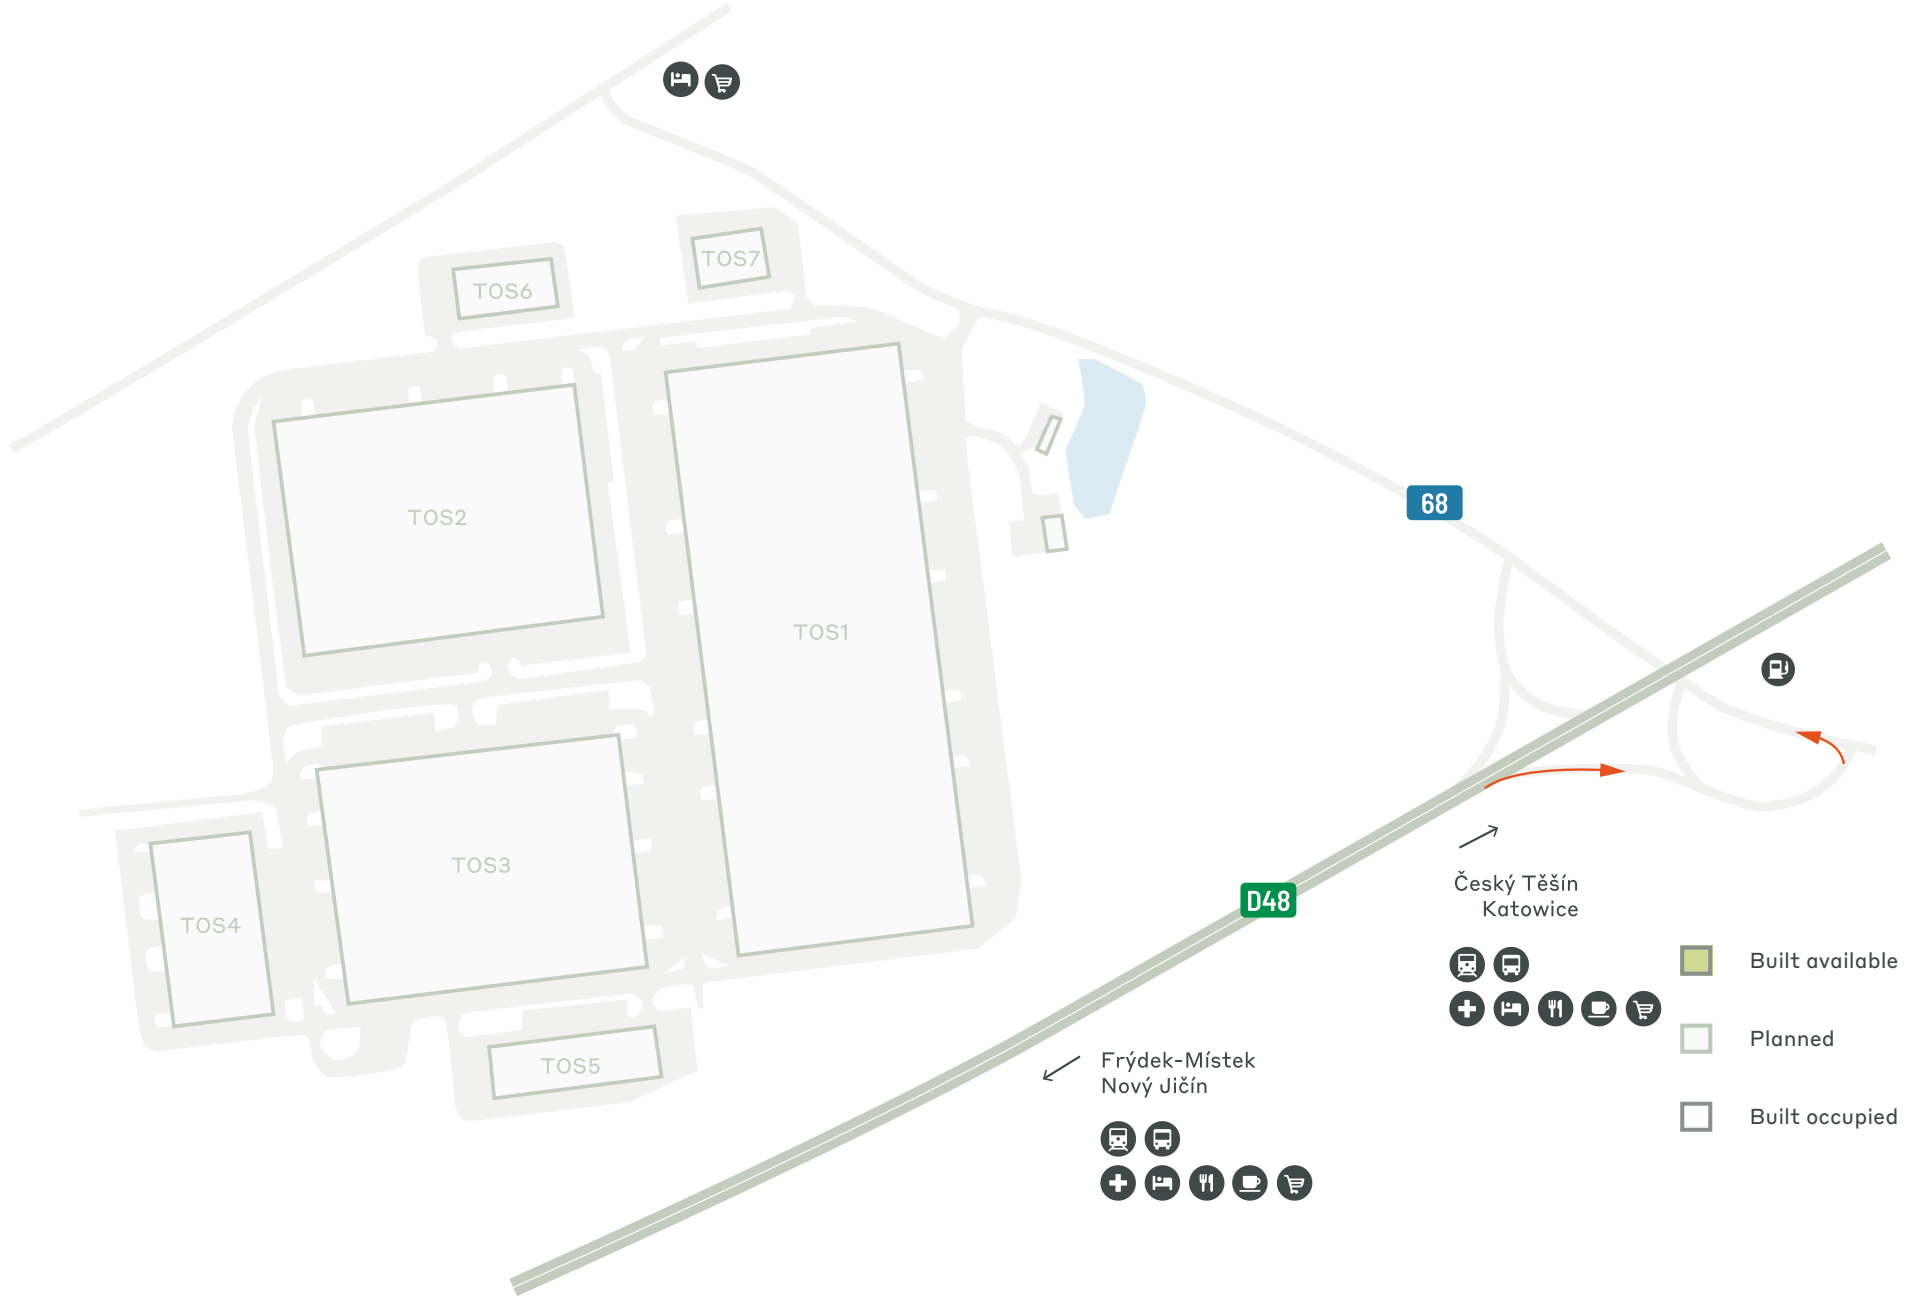 TOS7
TOS6
TOS2
68
TOS1
TOS3
Český Těšín
Katowice
D48
TOS4
Built available
Planned
TOS5
Frýdek-Místek
Nový Jičín
Built occupied